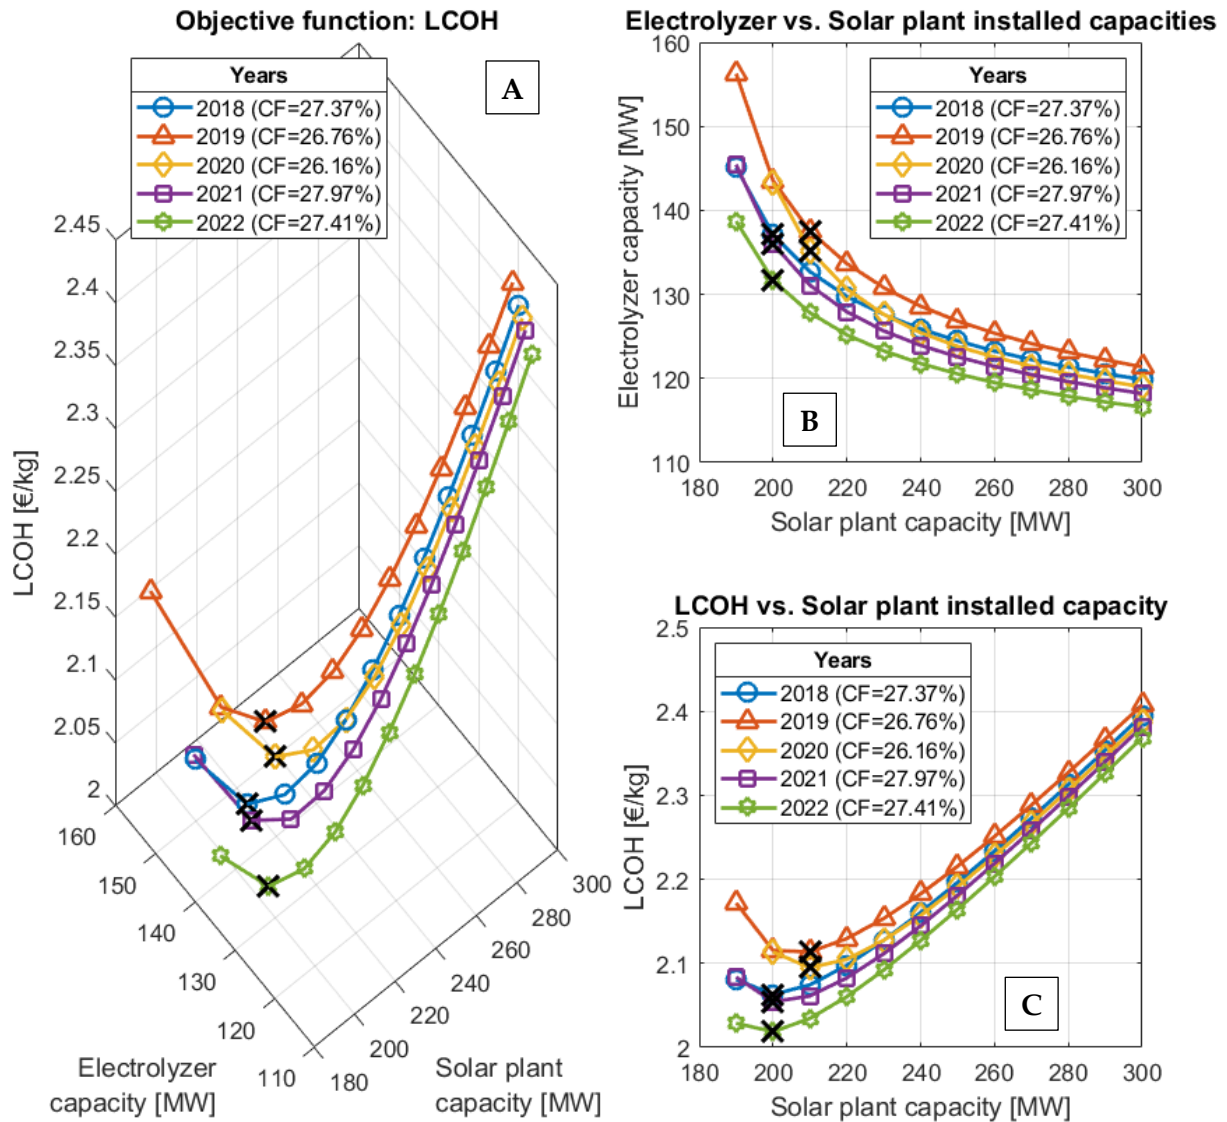 Objective function: LCOH
A
Years
2018 (CF=27.37%)
2019 (CF=26.76%)
2020 (CF=26.16%)
2021 (CF=27.97%)
2022 (CF=27.41%)
2.45
2.4
2.35
2.3
2.25
2.2
2.15
2.1
2.05
2
LCOH [€/kg]
160
150
140
130
120
110
Electrolyzer
capacity [MW]
180
200
220
240
260
280
300
Solar plant
capacity [MW]
Electrolyzer vs. Solar plant installed capacities
160
150
140
130
120
110
Electrolyzer capacity [MW]
Years
2018 (CF=27.37%)
2019 (CF=26.76%)
2020 (CF=26.16%)
2021 (CF=27.97%)
2022 (CF=27.41%)
B
180 200 220 240 260 280 300
Solar plant capacity [MW]
LCOH vs. Solar plant installed capacity
2.5
2.4
2.3
2.2
2.1
2
LCOH [€/kg]
Years
2018 (CF=27.37%)
2019 (CF=26.76%)
2020 (CF=26.16%)
2021 (CF=27.97%)
2022 (CF=27.41%)
C
180 200 220 240 260 280 300
Solar plant capacity [MW]